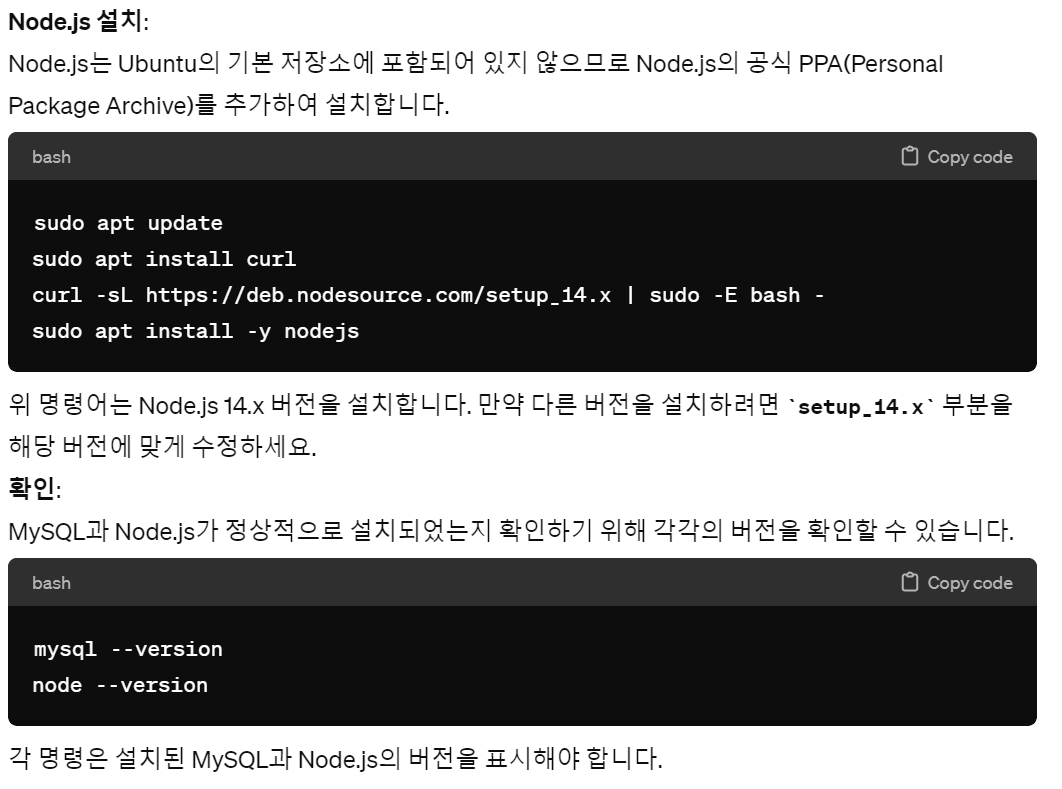 Node.js 설치:
Node.js는 Ubuntu의 기본 저장소에 포함되어 있지 않으므로 Node.js의 공식 PPA(Personal
Package Archive)를 추가하여 설치합니다.
bash
Copy code
sudo apt update
sudo apt install curl
curl -sL https://deb.nodesource.com/setup_14.x | sudo -E bash -
sudo apt install -y nodejs
위 명령어는 Node.js 14.x 버전을 설치합니다. 만약 다른 버전을 설치하려면 `setup_14.x` 부분을
해당 버전에 맞게 수정하세요.
확인:
MySQL과 Node.js가 정상적으로 설치되었는지 확인하기 위해 각각의 버전을 확인할 수 있습니다.
bash
Copy code
mysql --version
node --version
각 명령은 설치된 MySQL과 Node.js의 버전을 표시해야 합니다.